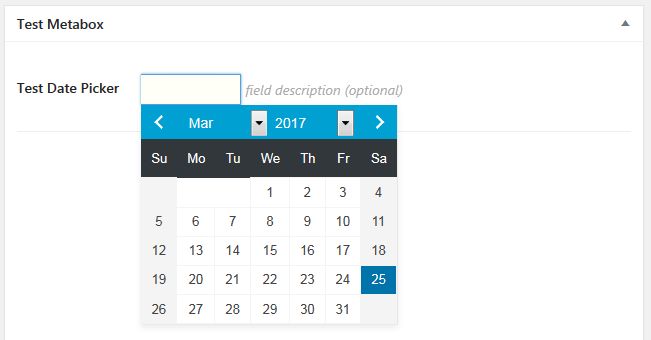 Test Metabox
Test Date Picker field description (optional)
Mar 2017
Su Mo Tu We Th Fr Sa
1 2 3 4
5 6 7 8 9 10 11
12 13 14 15 16 17 18
19 20 21 22 23 24 25
26 27 28 29 30 31